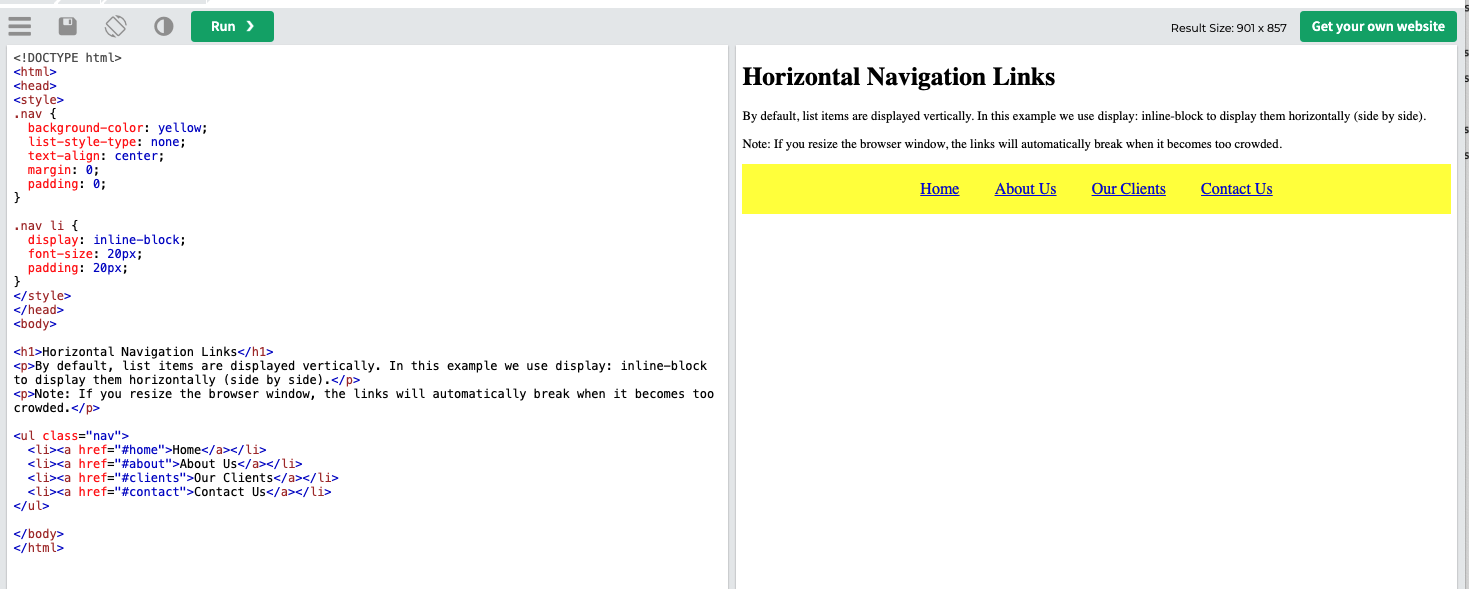 Run ❯
Result Size: 901 x 857
Get your own website
<!DOCTYPE html>
<html>
<head>
<style>
.nav {
  background-color: yellow;
  list-style-type: none;
  text-align: center;
  margin: 0;
  padding: 0;
}

.nav li {
  display: inline-block;
  font-size: 20px;
  padding: 20px;
}
</style>
</head>
<body>

<h1>Horizontal Navigation Links</h1>
<p>By default, list items are displayed vertically. In this example we use display: inline-block
to display them horizontally (side by side).</p>
<p>Note: If you resize the browser window, the links will automatically break when it becomes too
crowded.</p>

<ul class="nav">
  <li><a href="#home">Home</a></li>
  <li><a href="#about">About Us</a></li>
  <li><a href="#clients">Our Clients</a></li>
  <li><a href="#contact">Contact Us</a></li>
</ul>

</body>
</html>
Horizontal Navigation Links
By default, list items are displayed vertically. In this example we use display: inline-block to display them horizontally (side by side).
Note: If you resize the browser window, the links will automatically break when it becomes too crowded.
Home About Us Our Clients Contact Us